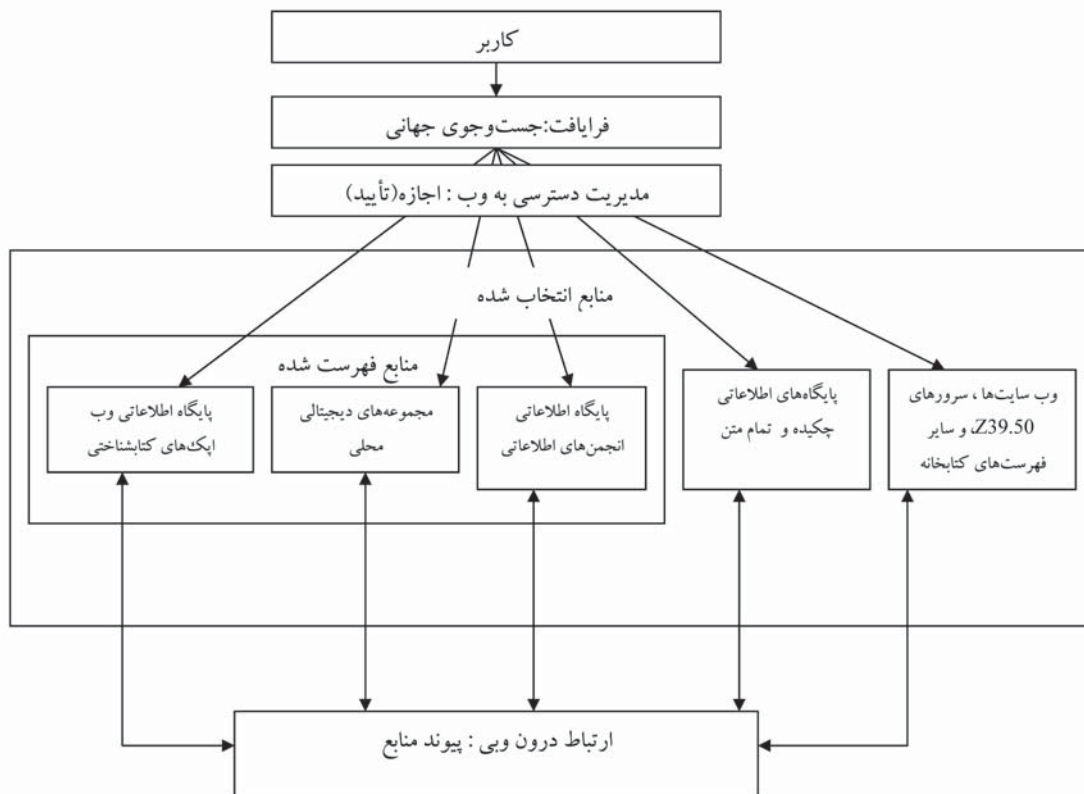 کاربر
فرایافت:جست‌وجوی جهانی
مدیریت دسترسی به وب : اجازه(تأیید)
منابع انتخاب شده
منابع فهرست شده
وب سایت‌ها ، سرورهای
Z39.50، و سایر
فهرست‌های کتابخانه
پایگاه‌های اطلاعاتی
چکیده و تمام متن
پایگاه اطلاعاتی
انجمن‌های اطلاعاتی
مجموعه‌های دیجیتالی
محلی
پایگاه اطلاعاتی وب
اپک‌های کتابشناختی
ارتباط درون وبی : پیوند منابع